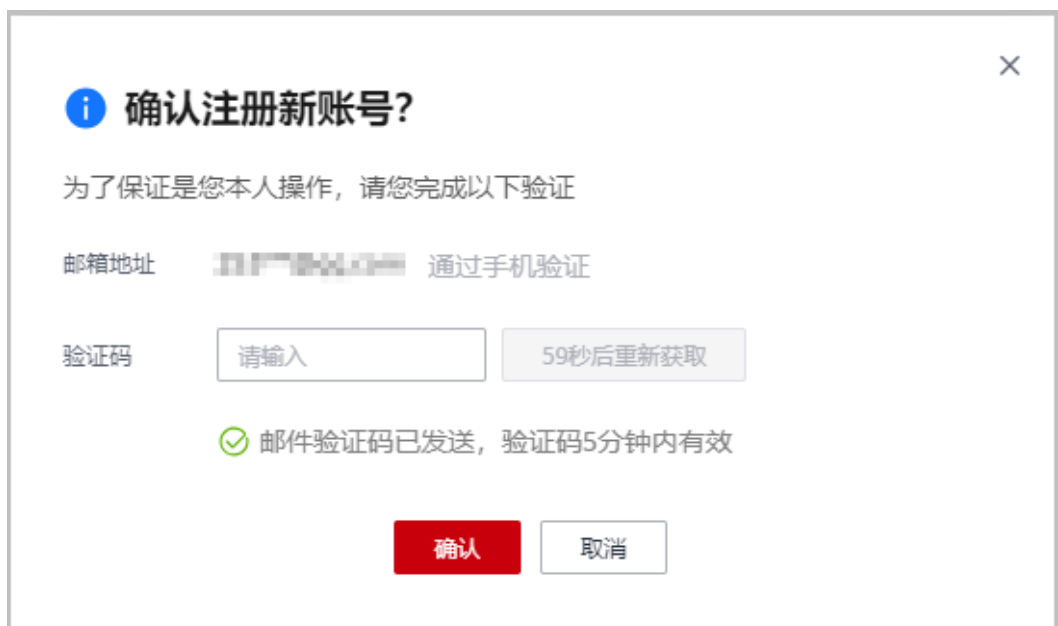 确认注册新账号?
为了保证是您本人操作，请您完成以下验证
邮箱地址 通过手机验证
验证码 请输入 59秒后重新获取
邮件验证码已发送，验证码5分钟内有效
确认 取消